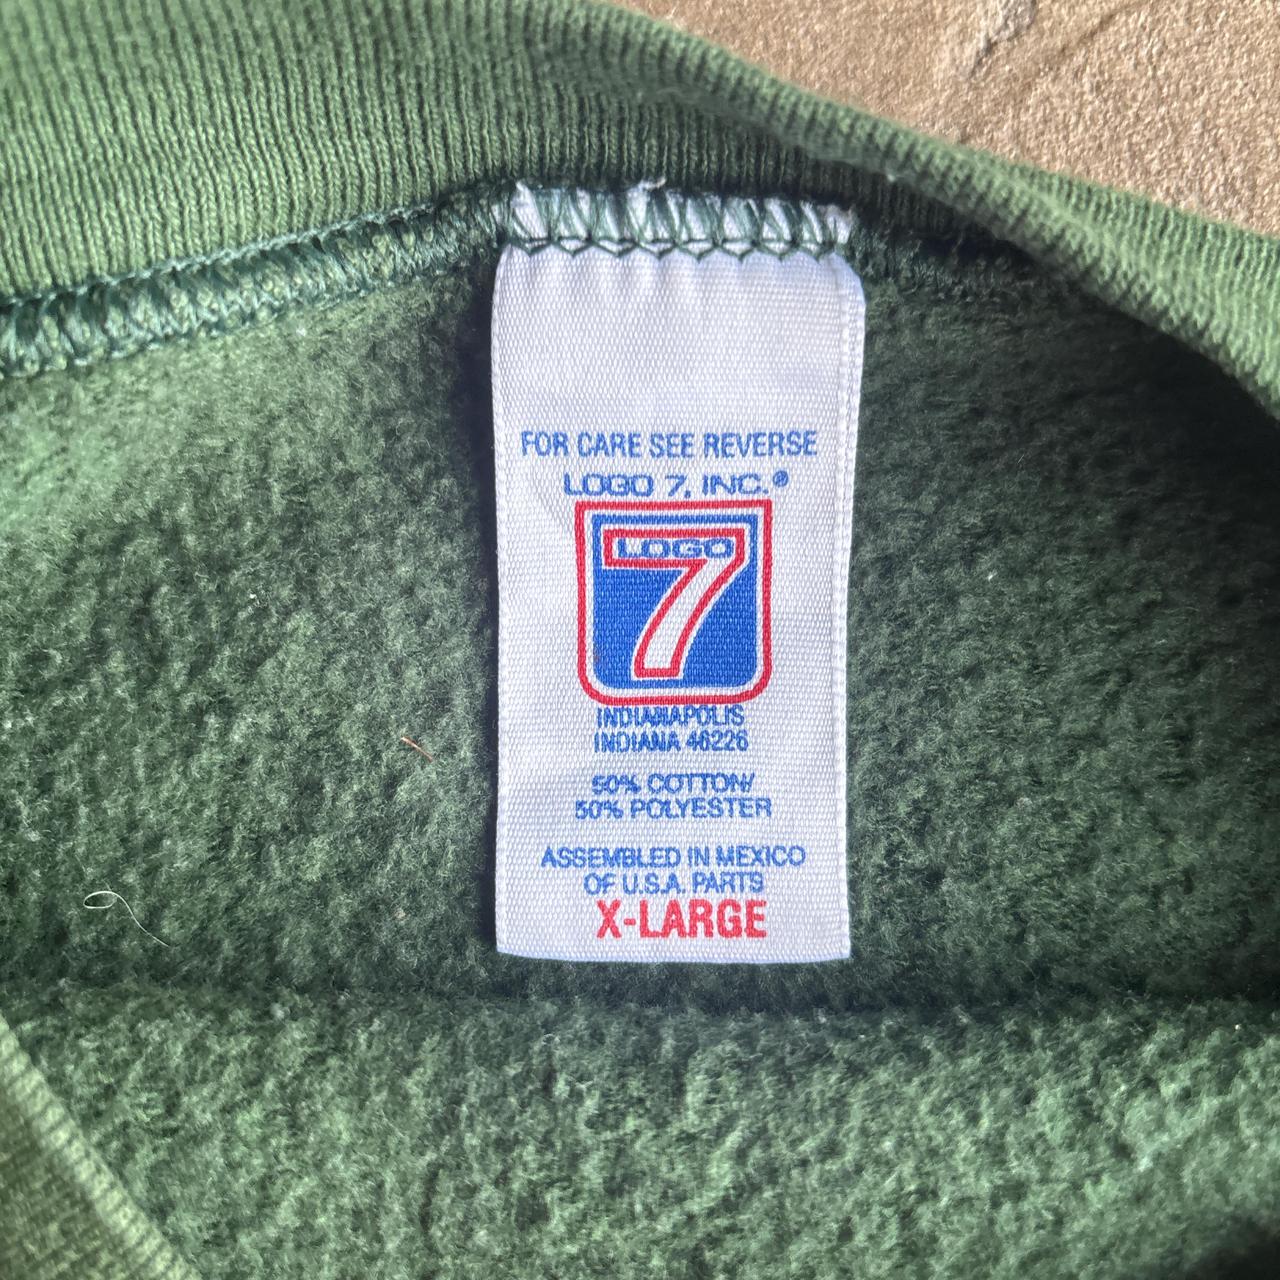 FOR CARE SEE REVERSE
LOGO 7, INC.®
LOGO
7
INDIANAPOLIS
INDIANA 46226
50% COTTON/
50% POLYESTER
ASSEMBLED IN MEXICO
OF U.S.A. PARTS
X-LARGE